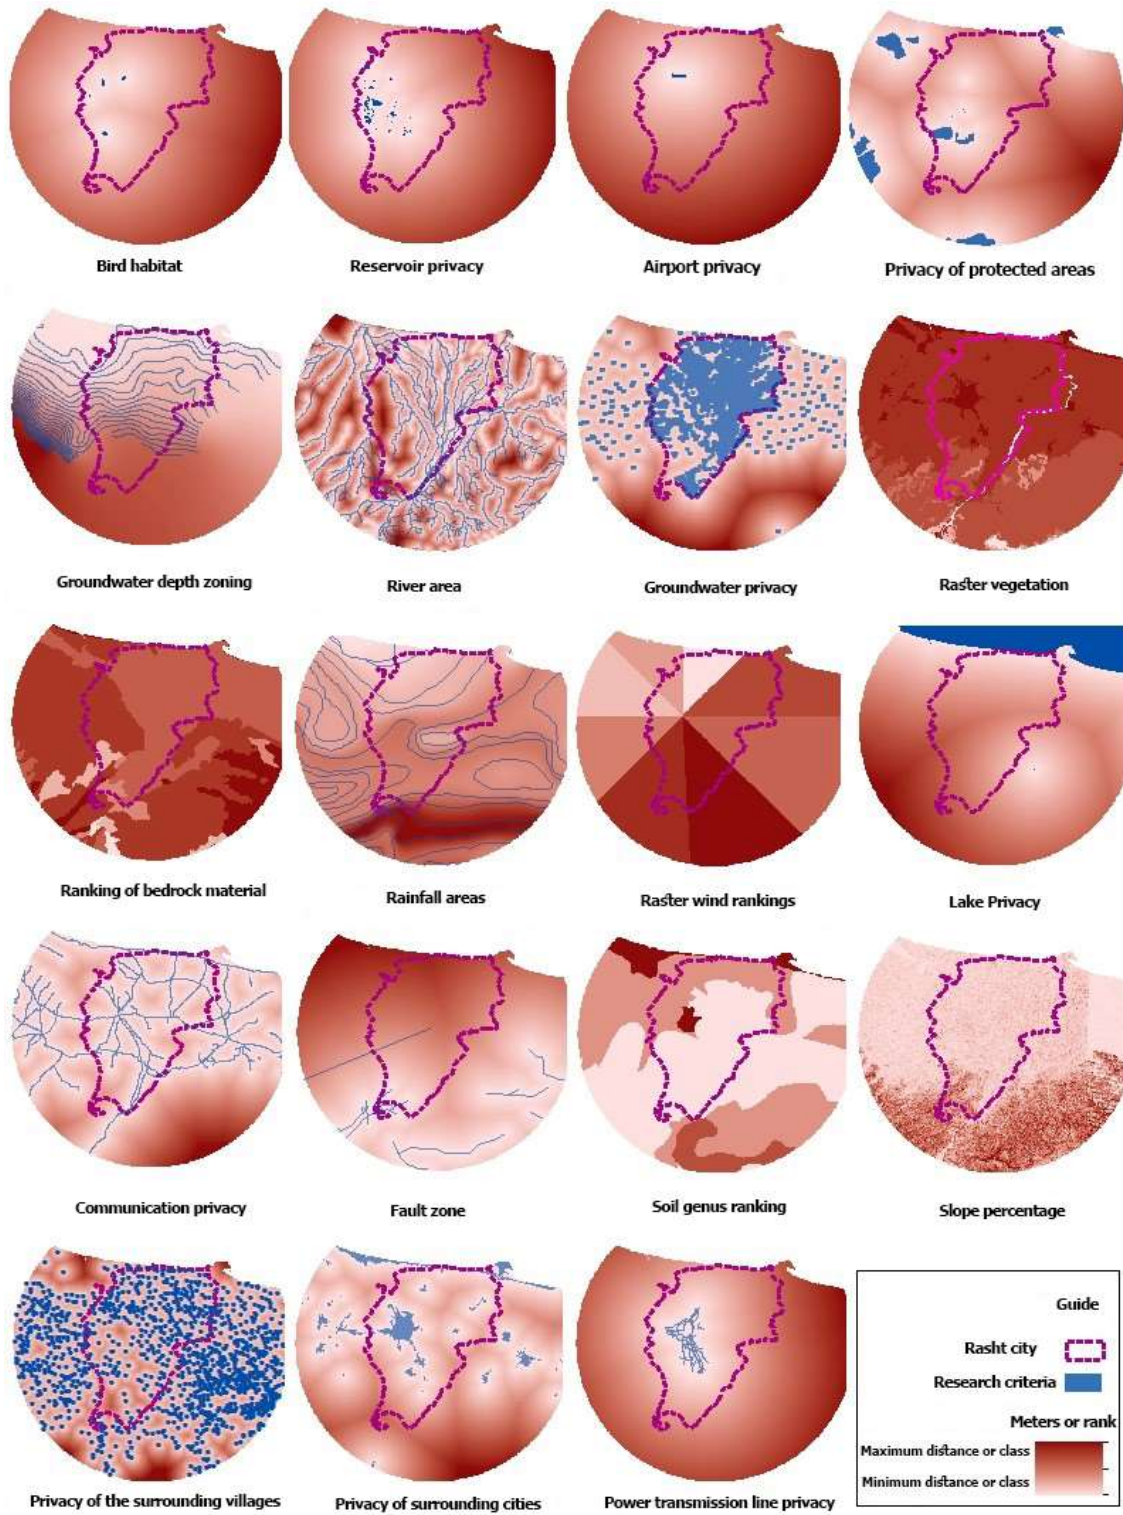 Bird habitat
Reservoir privacy
Airport privacy
Privacy of protected areas
Groundwater depth zoning
River area
Groundwater privacy
Raster vegetation
Ranking of bedrock material
Rainfall areas
Raster wind rankings
Lake Privacy
Communication privacy
Fault zone
Soil genus ranking
Slope percentage
Privacy of the surrounding villages
Privacy of surrounding cities
Power transmission line privacy
Guide
Rasht city
Research criteria
Meters or rank
Maximum distance or class
Minimum distance or class